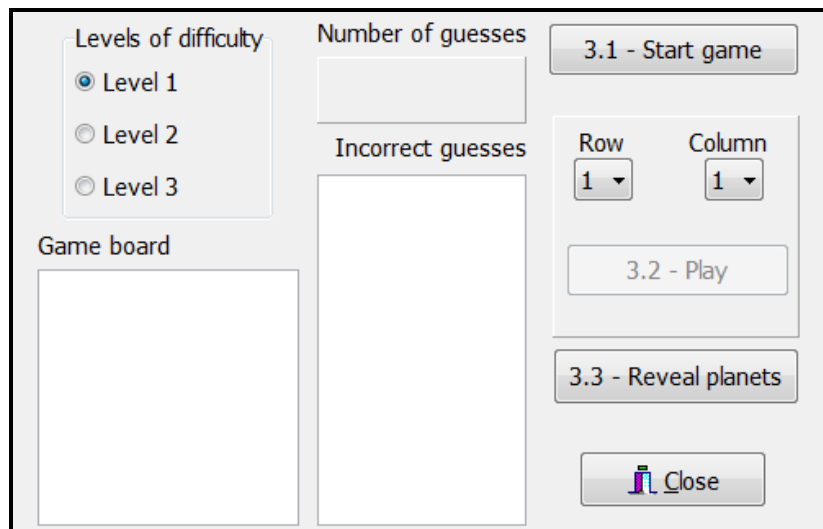 Levels of difficulty
Level 1
Level 2
Level 3
Game board
Number of guesses
Incorrect guesses
3.1 - Start game
Row Column
1 1
3.2 - Play
3.3 - Reveal planets
Close